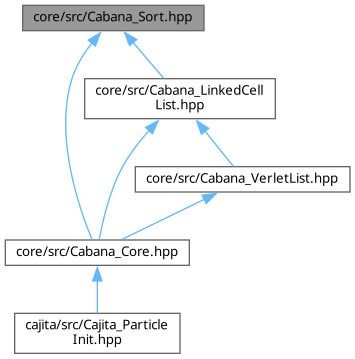 core/src/Cabana_Sort.hpp
core/src/Cabana_LinkedCell
List.hpp
core/src/Cabana_VerletList.hpp
core/src/Cabana_Core.hpp
cajita/src/Cajita_Particle
Init.hpp